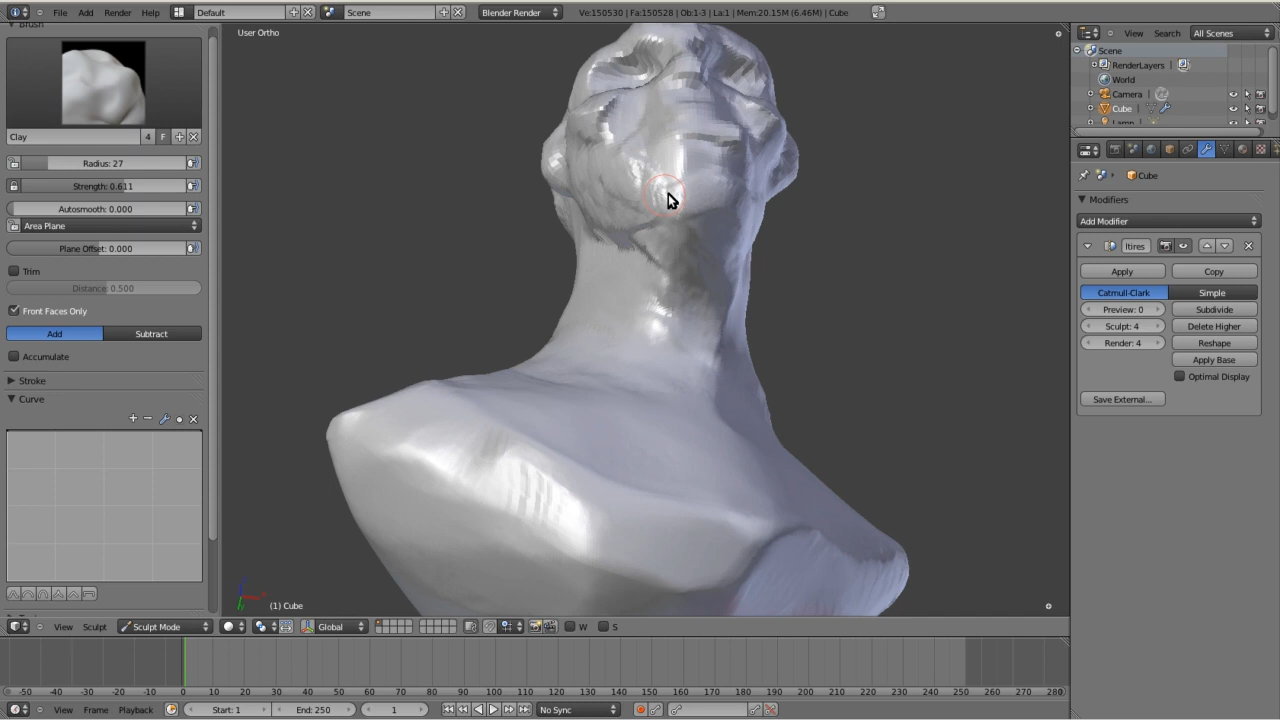 File Add Render Help Default Scene Blender Render Ve:150530 | Fa:150528 | Ob:1-3 | La:1 | Mem:20.15M (6.46M) | Cube
Brush
User Ortho
View Search All Scenes
Scene
RenderLayers |
World
Camera |
Cube |
Lamp
Clay 4 F
Radius: 27
Strength: 0.611
Autosmooth: 0.000
Area Plane
Plane Offset: 0.000
Trim
Distance: 0.500
Front Faces Only
Add Subtract
Accumulate
Stroke
Curve
Cube
Modifiers
Add Modifier
ltires
Apply Copy
Catmull-Clark Simple
Preview: 0 Subdivide
Sculpt: 4 Delete Higher
Render: 4 Reshape
Apply Base
Optimal Display
Save External...
(1) Cube
View Sculpt Sculpt Mode Global W S
-50 -40 -30 -20 -10 0 10 20 30 40 50 60 70 80 90 100 110 120 130 140 150 160 170 180 190 200 210 220 230 240 250 260 270 280
View Frame Playback Start: 1 End: 250 1 No Sync